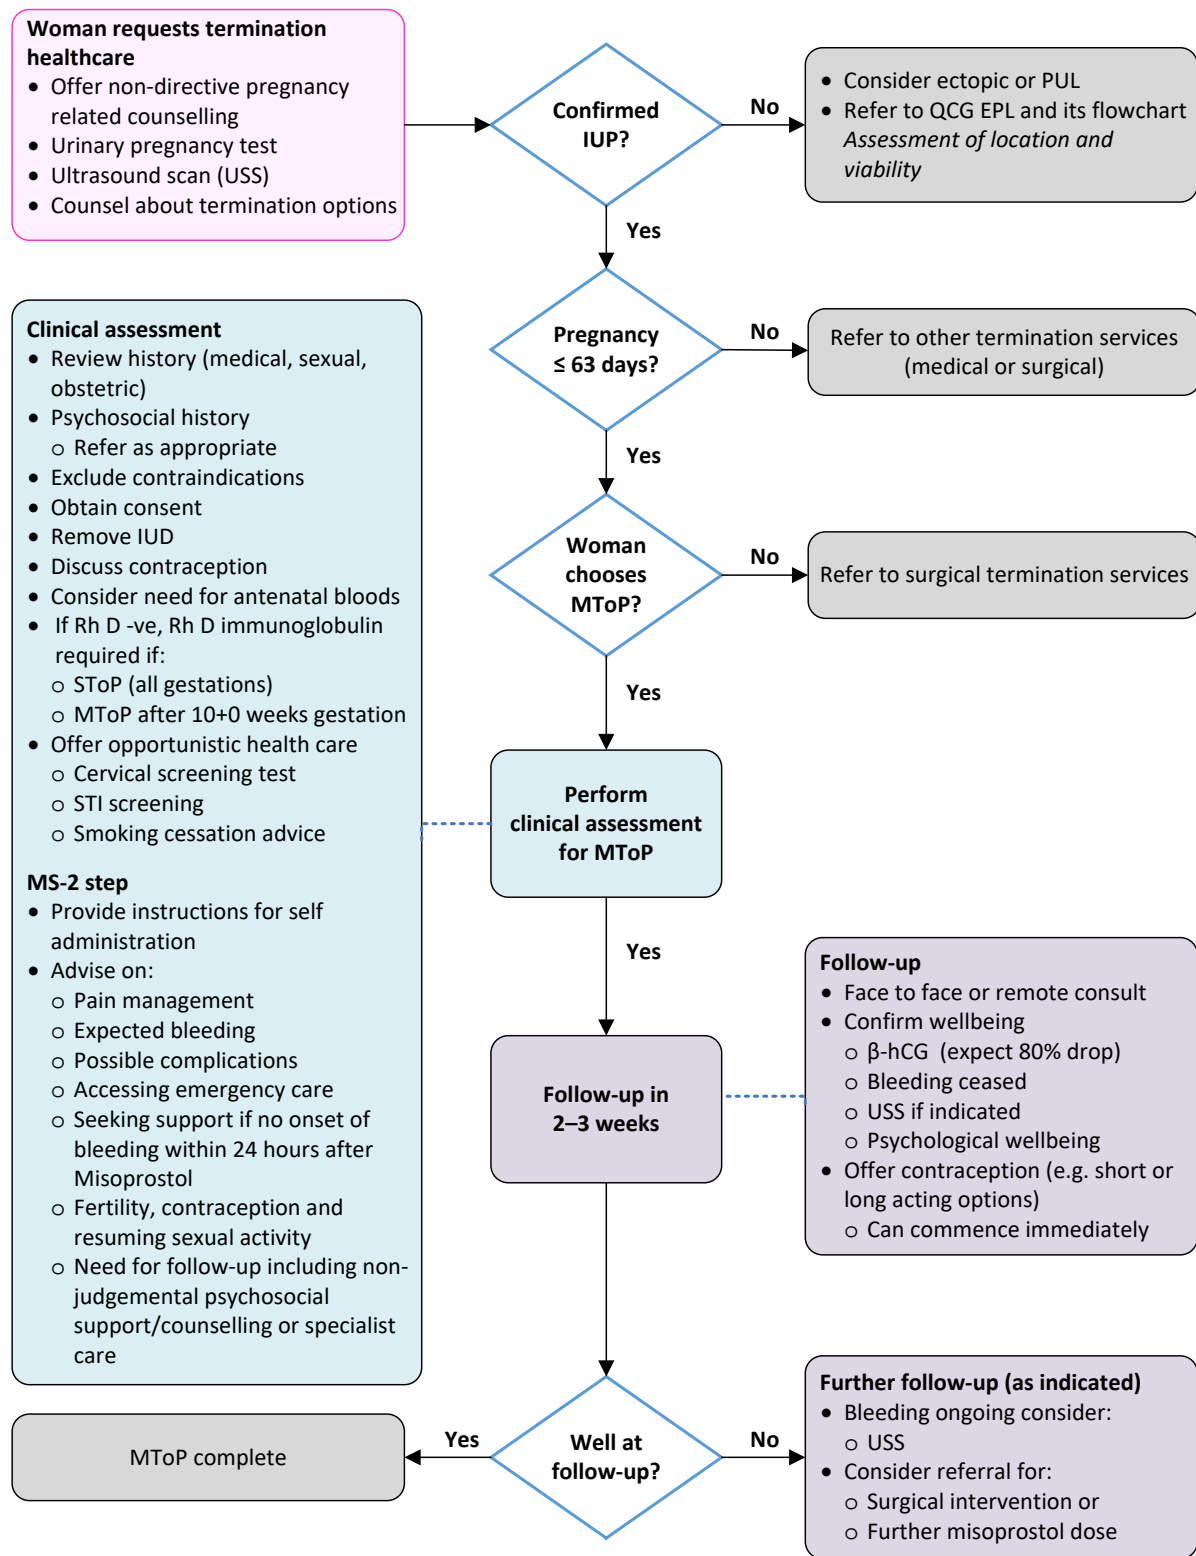 Woman requests termination
healthcare
• Offer non-directive pregnancy
related counselling
• Urinary pregnancy test
• Ultrasound scan (USS)
• Counsel about termination options
Confirmed
IUP?
No
• Consider ectopic or PUL
• Refer to QCG EPL and its flowchart
Assessment of location and
viability
Yes
Pregnancy
≤ 63 days?
No
Refer to other termination services
(medical or surgical)
Yes
Woman
chooses
MToP?
No
Refer to surgical termination services
Yes
Clinical assessment
• Review history (medical, sexual,
obstetric)
• Psychosocial history
o Refer as appropriate
• Exclude contraindications
• Obtain consent
• Remove IUD
• Discuss contraception
• Consider need for antenatal bloods
• If Rh D -ve, Rh D immunoglobulin
required if:
o SToP (all gestations)
o MToP after 10+0 weeks gestation
• Offer opportunistic health care
o Cervical screening test
o STI screening
o Smoking cessation advice
MS-2 step
• Provide instructions for self
administration
• Advise on:
o Pain management
o Expected bleeding
o Possible complications
o Accessing emergency care
o Seeking support if no onset of
bleeding within 24 hours after
Misoprostol
o Fertility, contraception and
resuming sexual activity
o Need for follow-up including non-
judgemental psychosocial
support/counselling or specialist
care
Perform
clinical assessment
for MToP
Yes
Follow-up in
2–3 weeks
Follow-up
• Face to face or remote consult
• Confirm wellbeing
o β-hCG (expect 80% drop)
o Bleeding ceased
o USS if indicated
o Psychological wellbeing
• Offer contraception (e.g. short or
long acting options)
o Can commence immediately
Well at
follow-up?
Yes
MToP complete
No
Further follow-up (as indicated)
• Bleeding ongoing consider:
o USS
• Consider referral for:
o Surgical intervention or
o Further misoprostol dose